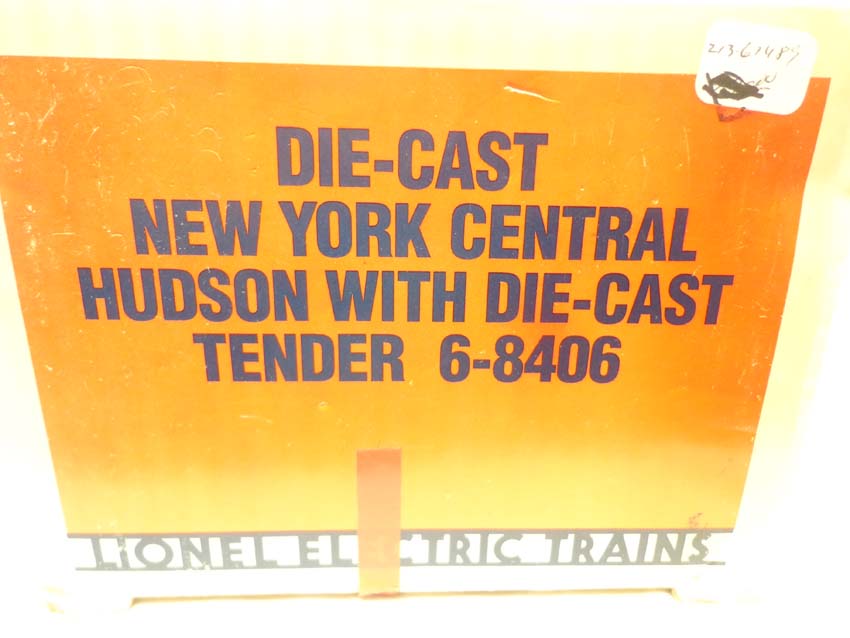 DIE-CAST
NEW YORK CENTRAL
HUDSON WITH DIE-CAST
TENDER 6-8406
LIONEL ELECTRIC TRAINS